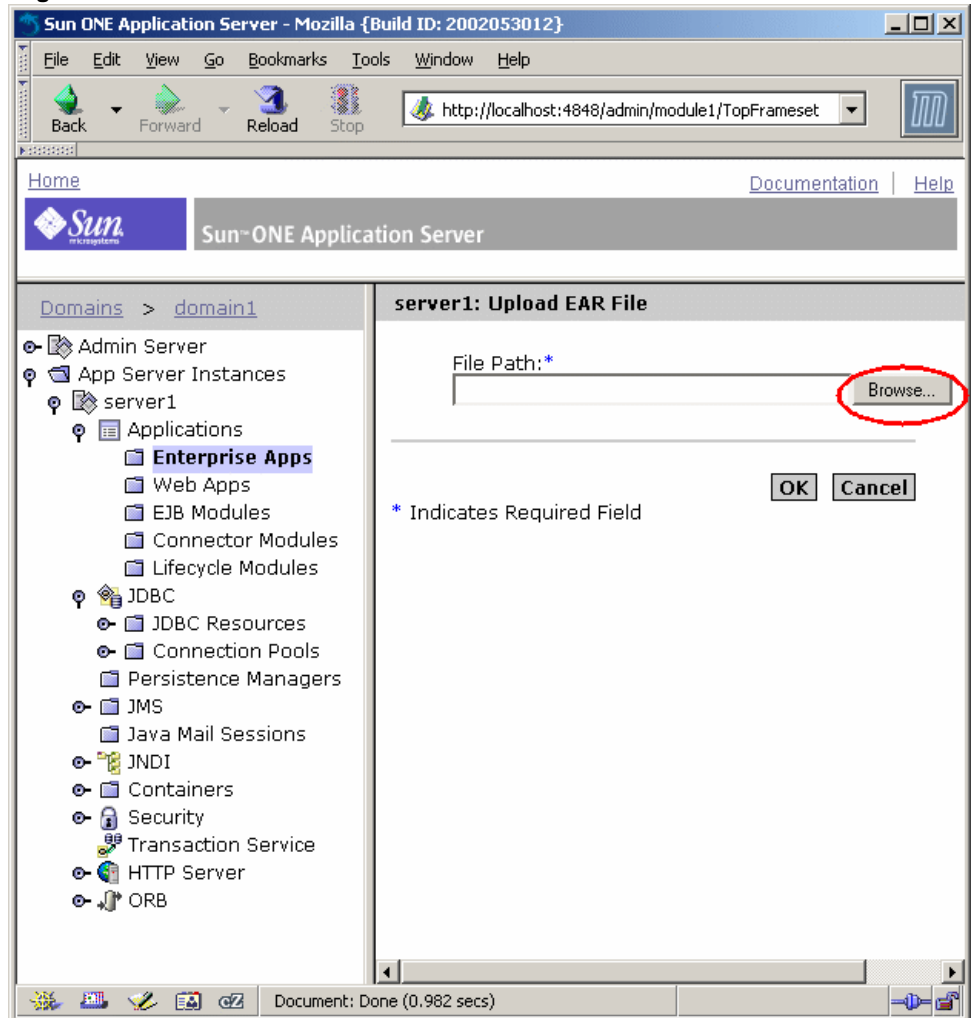 Sun ONE Application Server - Mozilla {Build ID: 2002053012}
File Edit View Go Bookmarks Tools Window Help
Back Forward Reload Stop http://localhost:4848/admin/module1/TopFrameset
Home Documentation | Help
Sun microsystems Sun™ ONE Application Server
Domains > domain1
Admin Server
App Server Instances
server1
Applications
Enterprise Apps
Web Apps
EJB Modules
Connector Modules
Lifecycle Modules
JDBC
JDBC Resources
Connection Pools
Persistence Managers
JMS
Java Mail Sessions
JNDI
Containers
Security
Transaction Service
HTTP Server
ORB
server1: Upload EAR File
File Path:*
Browse...
OK Cancel
* Indicates Required Field
Document: Done (0.982 secs)